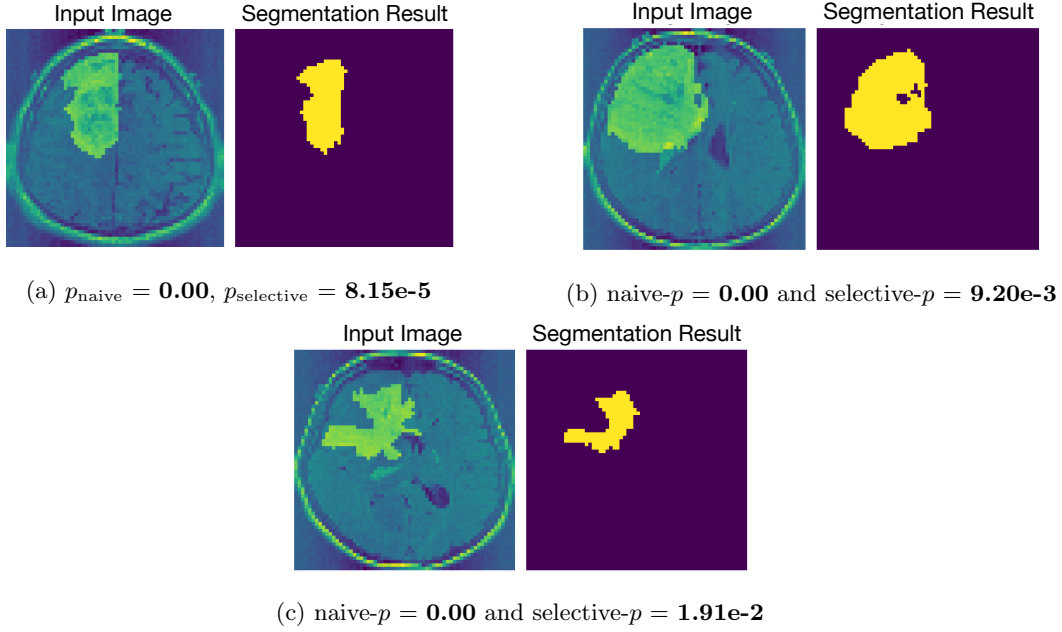 Input Image
Segmentation Result
Input Image
Segmentation Result
(a) p_naive = 0.00, p_selective = 8.15e-5
(b) naive-p = 0.00 and selective-p = 9.20e-3
Input Image
Segmentation Result
(c) naive-p = 0.00 and selective-p = 1.91e-2